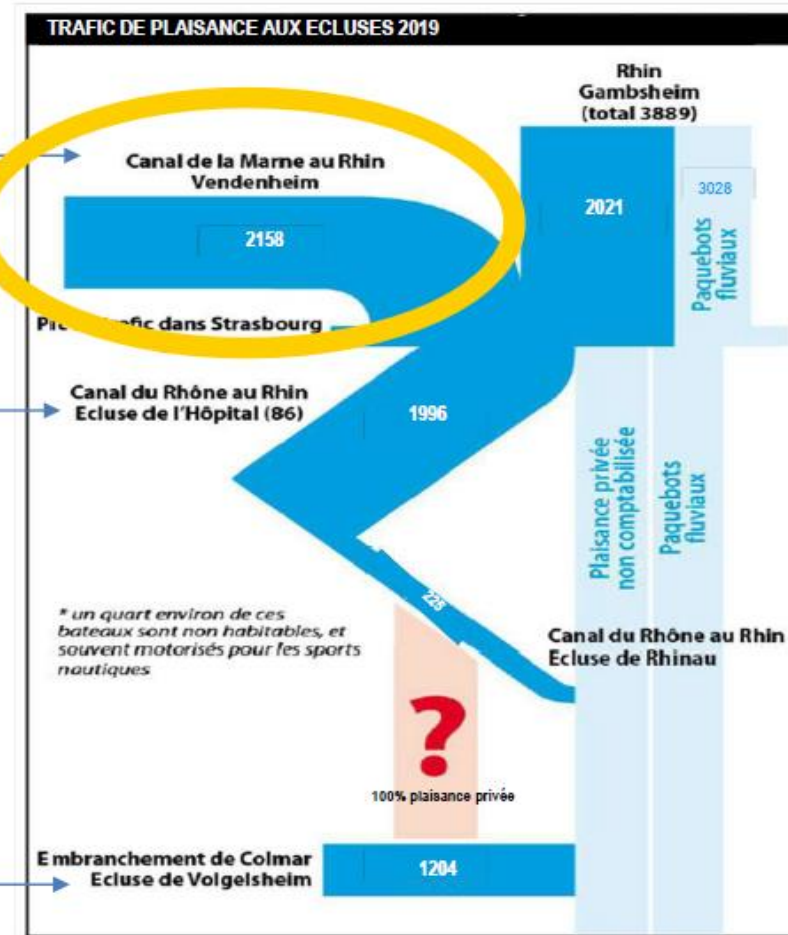 TRAFIC DE PLAISANCE AUX ECLUSES 2019
Rhin
Gambsheim
(total 3889)
Canal de la Marne au Rhin
Vendenheim
2158
2021
3028
Paquebots
fluviaux
dans Strasbourg
Canal du Rhône au Rhin
Ecluse de l'Hôpital (86)
1996
Plaisance privée
non comptabilisée
Paquebots
fluviaux
* un quart environ de ces
bateaux sont non habitables, et
souvent motorisés pour les sports
nautiques
Canal du Rhône au Rhin
Ecluse de Rhinau
?
100% plaisance privée
Embranchement de Colmar
Ecluse de Volgelsheim
1204